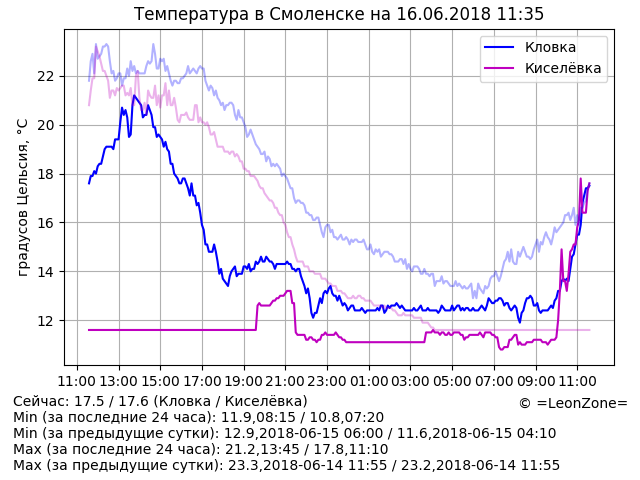 Температура в Смоленске на 16.06.2018 11:35
Кловка
Киселёвка
градусов Цельсия, °C
22
20
18
16
14
12
11:00 13:00 15:00 17:00 19:00 21:00 23:00 01:00 03:00 05:00 07:00 09:00 11:00
Сейчас: 17.5 / 17.6 (Кловка / Киселёвка)
© =LeonZone=
Min (за последние 24 часа): 11.9,08:15 / 10.8,07:20
Min (за предыдущие сутки): 12.9,2018-06-15 06:00 / 11.6,2018-06-15 04:10
Max (за последние 24 часа): 21.2,13:45 / 17.8,11:10
Max (за предыдущие сутки): 23.3,2018-06-14 11:55 / 23.2,2018-06-14 11:55